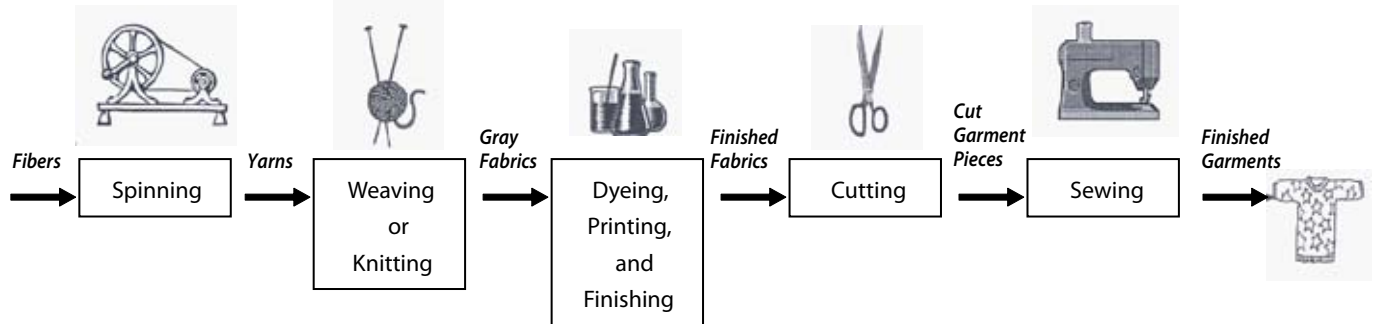 Fibers
Spinning
Yarns
Weaving
or
Knitting
Gray
Fabrics
Dyeing,
Printing,
and
Finishing
Finished
Fabrics
Cutting
Cut
Garment
Pieces
Sewing
Finished
Garments